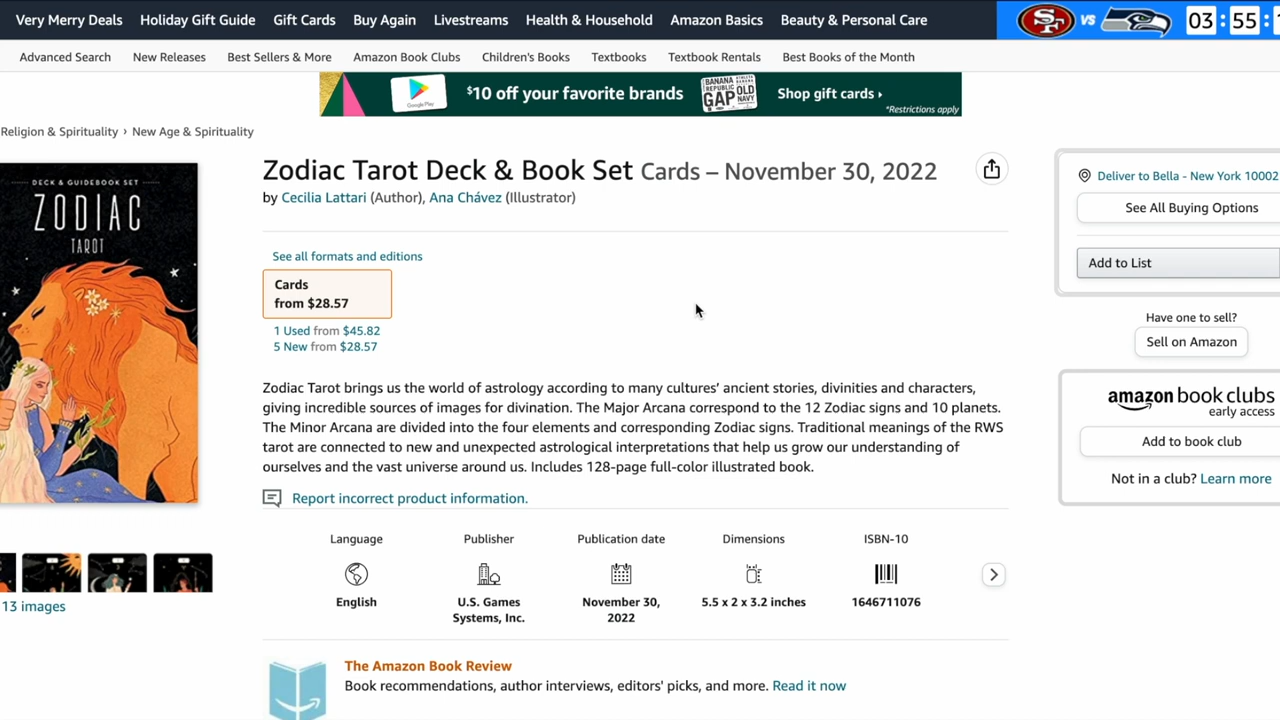 Very Merry Deals Holiday Gift Guide Gift Cards Buy Again Livestreams Health & Household Amazon Basics Beauty & Personal Care VS 03 : 55 :
Advanced Search New Releases Best Sellers & More Amazon Book Clubs Children's Books Textbooks Textbook Rentals Best Books of the Month
Google Play $10 off your favorite brands BANANA REPUBLIC GAP OLD NAVY Shop gift cards ›
*Restrictions apply
Religion & Spirituality › New Age & Spirituality
DECK & GUIDEBOOK SET
ZODIAC
TAROT
Zodiac Tarot Deck & Book Set Cards – November 30, 2022
by Cecilia Lattari (Author), Ana Chávez (Illustrator)
See all formats and editions
Cards
from $28.57
1 Used from $45.82
5 New from $28.57
Zodiac Tarot brings us the world of astrology according to many cultures’ ancient stories, divinities and characters,
giving incredible sources of images for divination. The Major Arcana correspond to the 12 Zodiac signs and 10 planets.
The Minor Arcana are divided into the four elements and corresponding Zodiac signs. Traditional meanings of the RWS
tarot are connected to new and unexpected astrological interpretations that help us grow our understanding of
ourselves and the vast universe around us. Includes 128-page full-color illustrated book.
Report incorrect product information.
Language Publisher Publication date Dimensions ISBN-10
English U.S. Games November 30, 5.5 x 2 x 3.2 inches 1646711076
Systems, Inc. 2022
13 images
The Amazon Book Review
Book recommendations, author interviews, editors' picks, and more. Read it now
Deliver to Bella - New York 10002
See All Buying Options
Add to List
Have one to sell?
Sell on Amazon
amazon book clubs
early access
Add to book club
Not in a club? Learn more